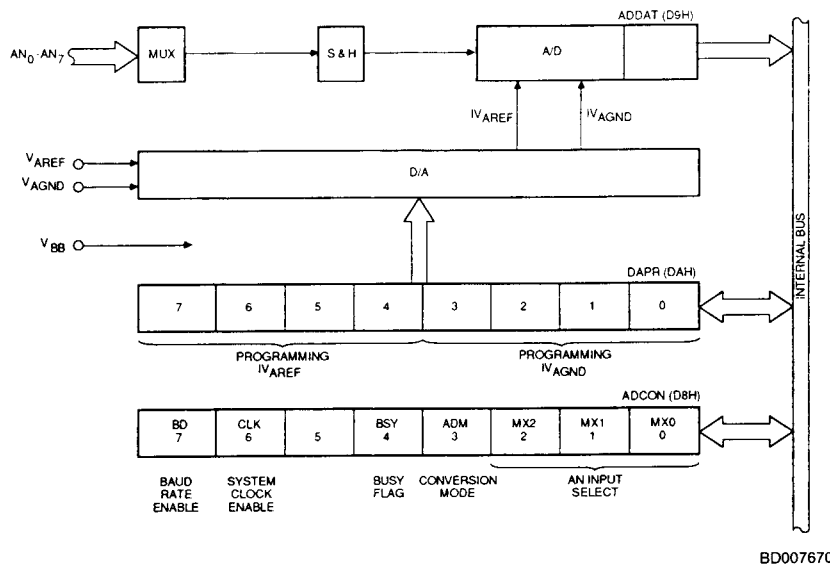 ADDAT (D9H)
AN0-AN7
MUX
S & H
A/D
IVAREF
IVAGND
VAREF
VAGND
D/A
VBB
INTERNAL BUS
DAPR (DAH)
7 6 5 4 3 2 1 0
PROGRAMMING
IVAREF
PROGRAMMING
IVAGND
ADCON (D8H)
BD CLK BSY ADM MX2 MX1 MX0
7 6 5 4 3 2 1 0
BAUD
RATE
ENABLE
SYSTEM
CLOCK
ENABLE
BUSY
FLAG
CONVERSION
MODE
AN INPUT
SELECT
BD007670